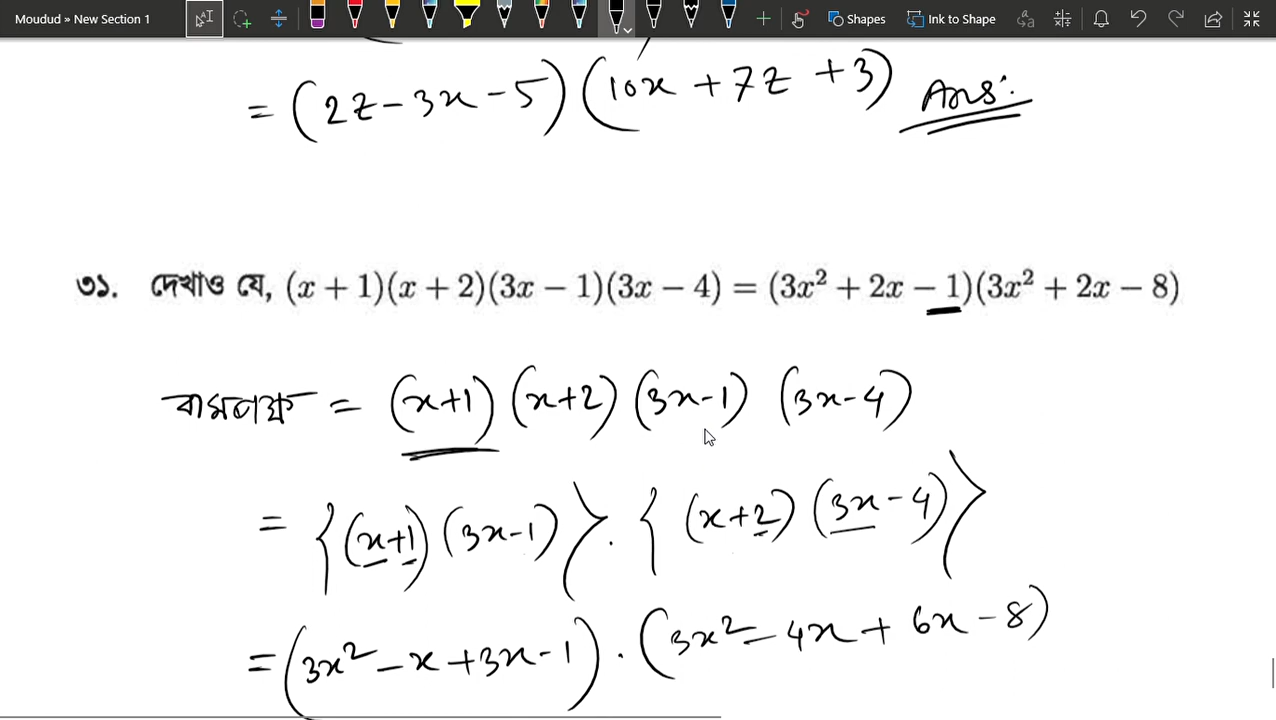 Moudud » New Section 1 Shapes Ink to Shape
= (2z-3x-5)(10x+7z+3) Ans:
৩১. দেখাও যে, (x + 1)(x + 2)(3x − 1)(3x − 4) = (3x² + 2x − 1)(3x² + 2x − 8)
বামপক্ষ = (x+1) (x+2) (3x-1) (3x-4)
= {(x+1) (3x-1)}. { (x+2) (3x-4)}
= (3x²-x+3x-1) . (3x²-4x+6x-8)